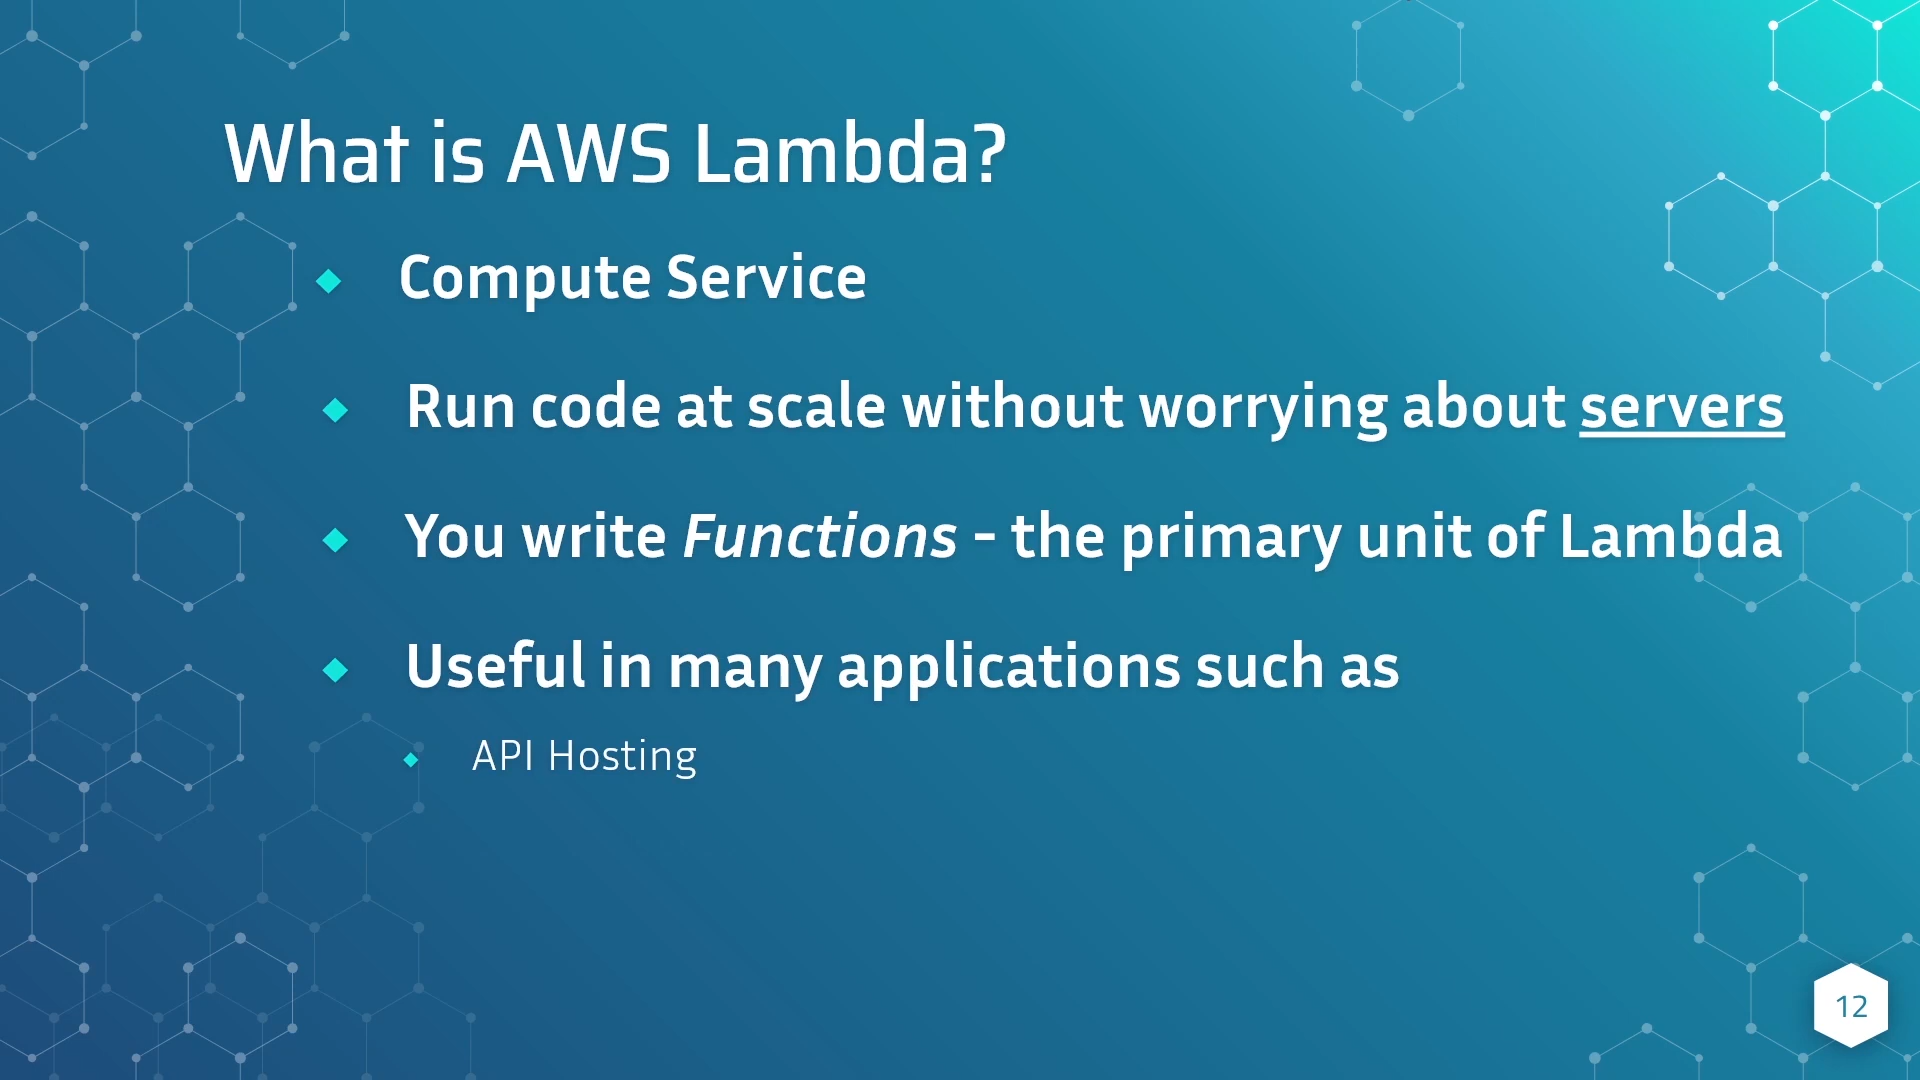 What is AWS Lambda?
Compute Service
Run code at scale without worrying about servers
You write Functions - the primary unit of Lambda
Useful in many applications such as
API Hosting
12